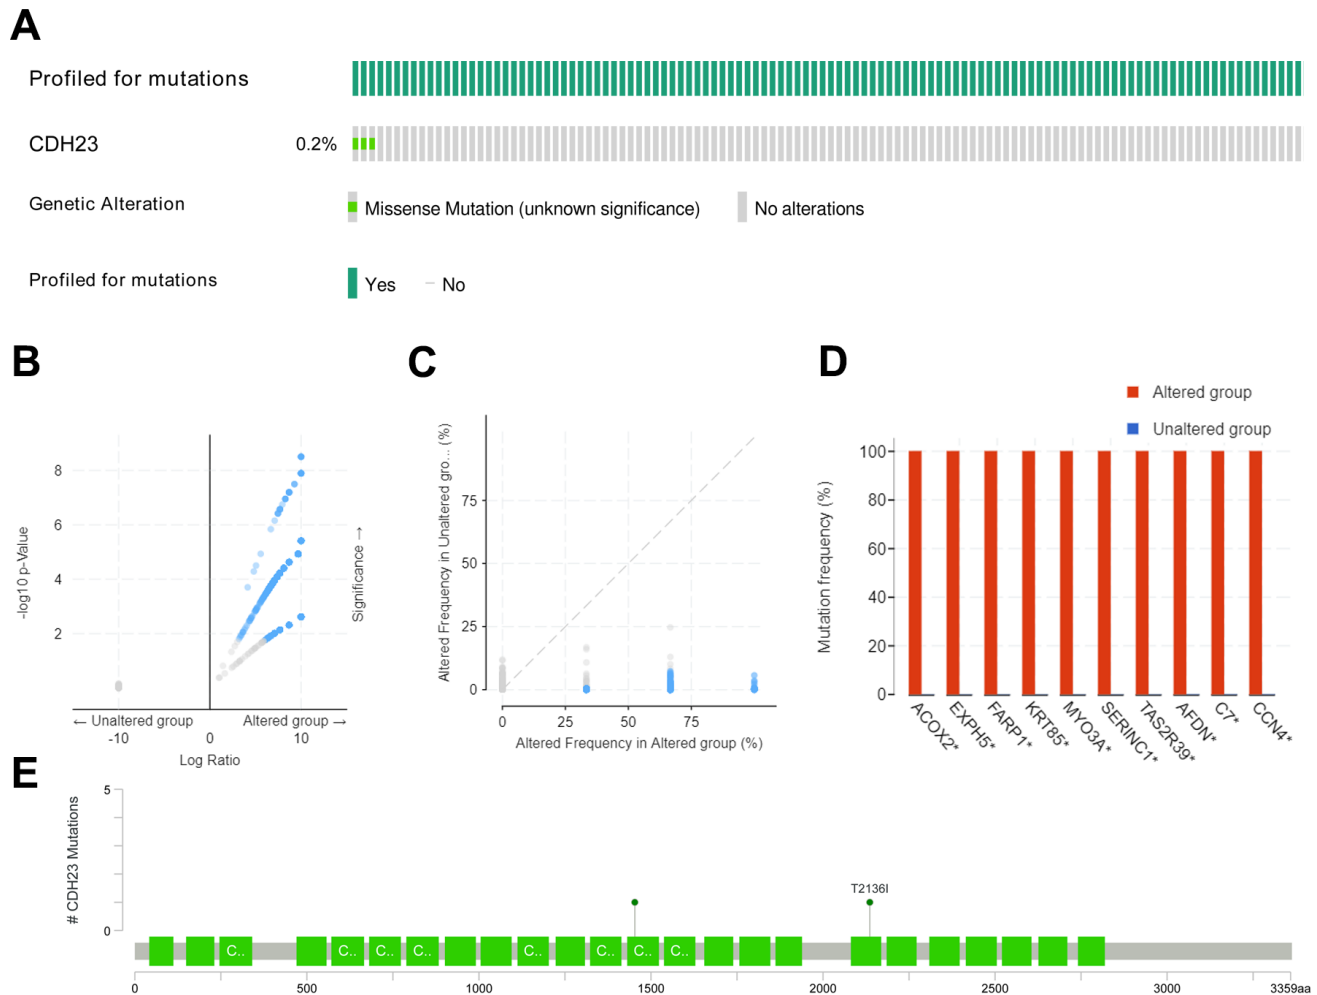 A
Profiled for mutations
CDH23 0.2%
Genetic Alteration Missense Mutation (unknown significance) No alterations
Profiled for mutations Yes No
B
-log10 p-Value
8
6
4
2
Significance →
← Unaltered group Altered group →
-10 0 10
Log Ratio
C
Altered Frequency in Unaltered gro... (%)
75
50
25
0
0 25 50 75
Altered Frequency in Altered group (%)
D
Altered group
Unaltered group
Mutation frequency (%)
100
80
60
40
20
0
ACOX2* EXPH5* FARP1* KRT85* MYO3A* SERINC1* TAS2R39* AFDN* C7* CCN4*
E
# CDH23 Mutations
5
0
T2136I
C.. C.. C.. C.. C.. C.. C.. C..
0 500 1000 1500 2000 2500 3000 3359aa